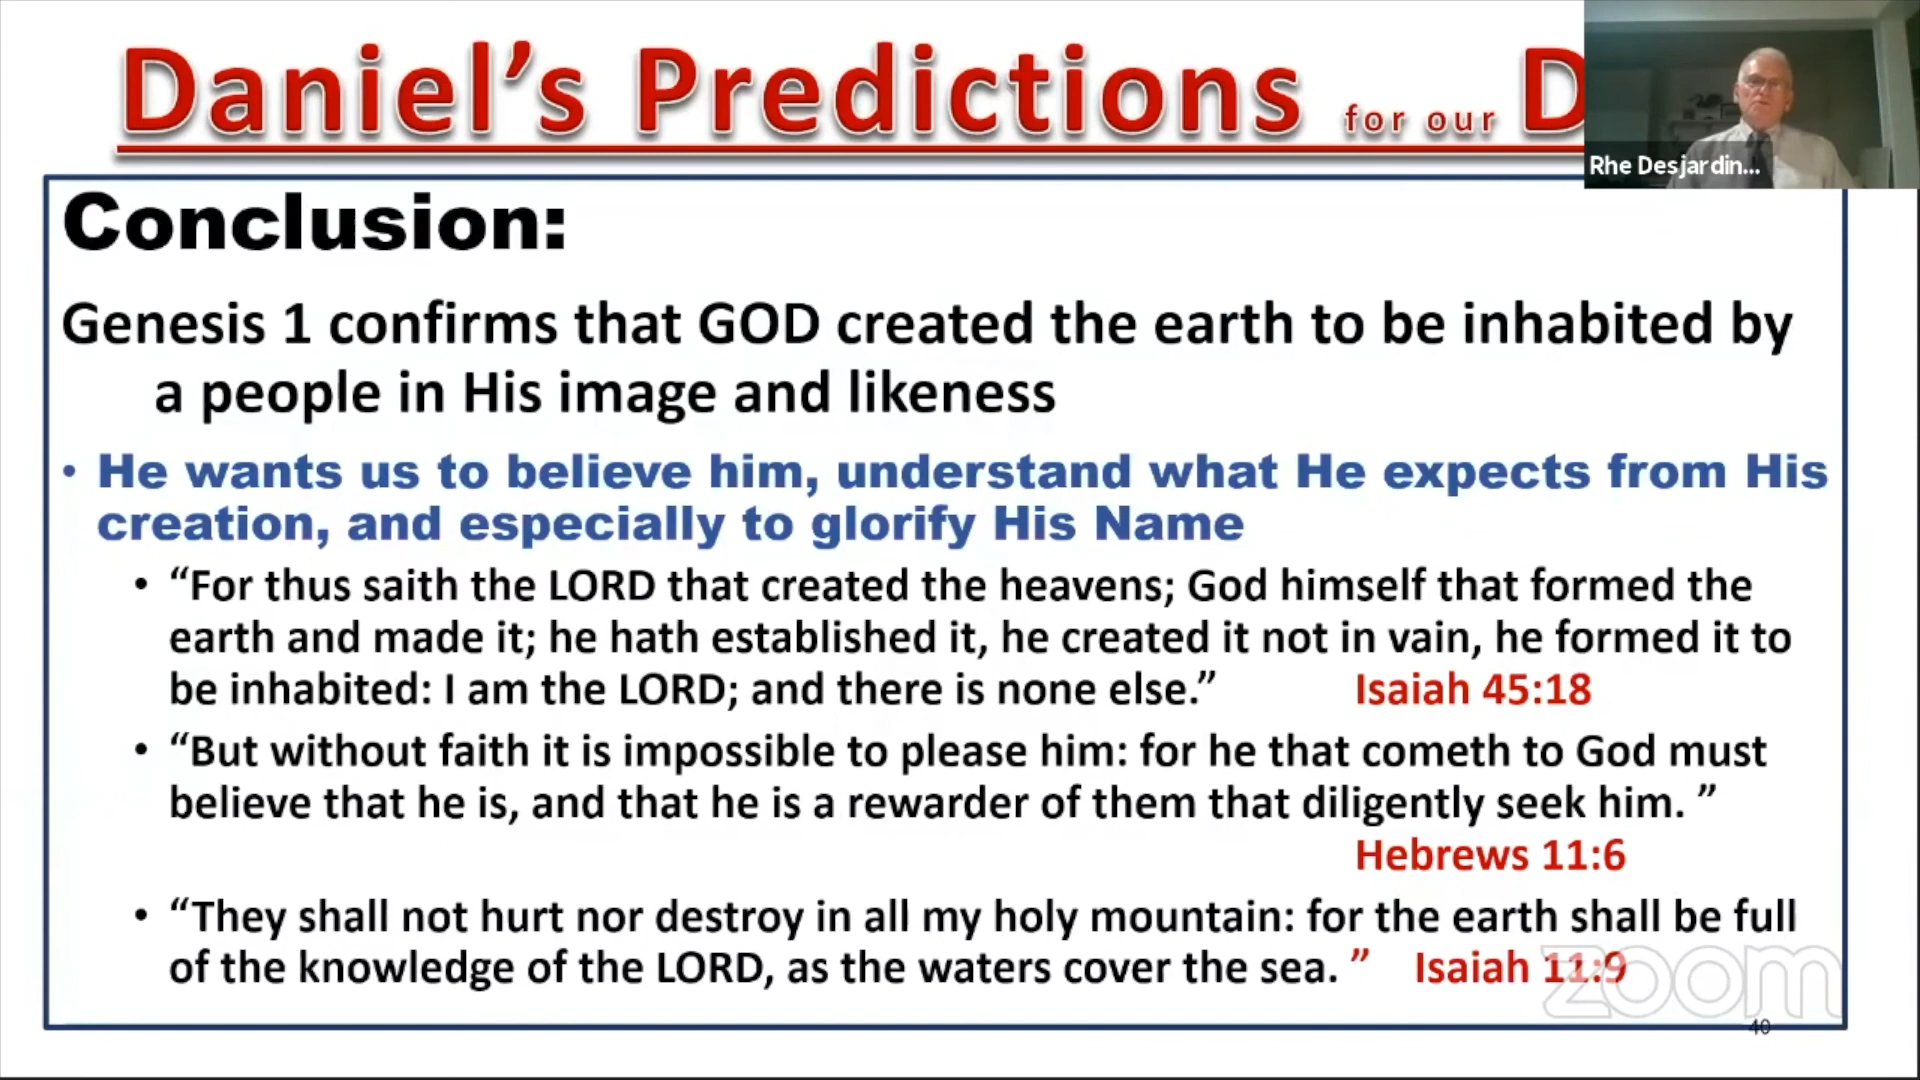 Daniel’s Predictions for our D
Rhe Desjardin...
Conclusion:
Genesis 1 confirms that GOD created the earth to be inhabited by
a people in His image and likeness
• He wants us to believe him, understand what He expects from His
creation, and especially to glorify His Name
• “For thus saith the LORD that created the heavens; God himself that formed the
earth and made it; he hath established it, he created it not in vain, he formed it to
be inhabited: I am the LORD; and there is none else.” Isaiah 45:18
• “But without faith it is impossible to please him: for he that cometh to God must
believe that he is, and that he is a rewarder of them that diligently seek him. ”
Hebrews 11:6
• “They shall not hurt nor destroy in all my holy mountain: for the earth shall be full
of the knowledge of the LORD, as the waters cover the sea. ” Isaiah 11:9
zoom
40